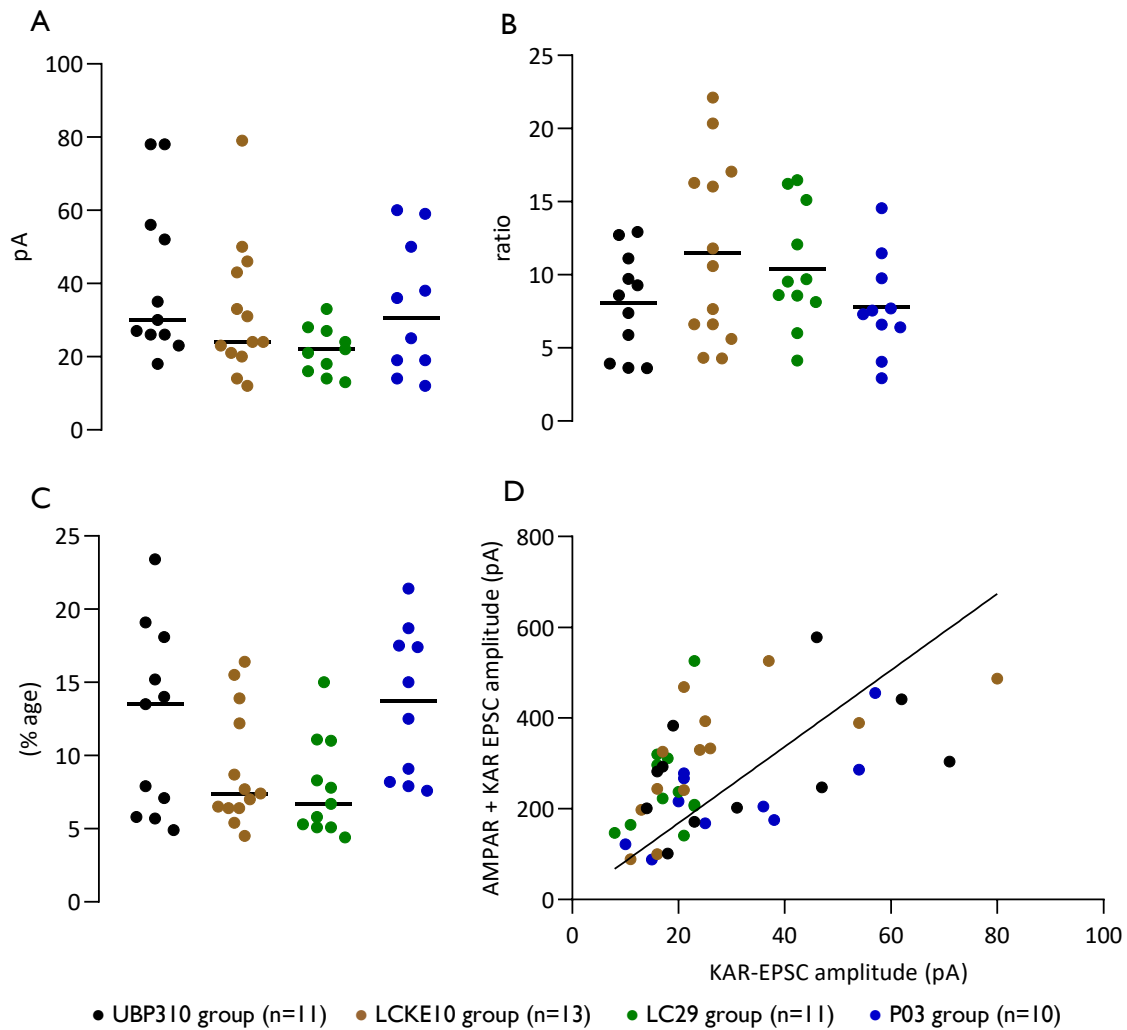 A
pA
100
80
60
40
20
0
B
ratio
25
20
15
10
5
0
C
(% age)
25
20
15
10
5
0
D
AMPAR + KAR EPSC amplitude (pA)
800
600
400
200
0
0 20 40 60 80 100
KAR-EPSC amplitude (pA)
UBP310 group (n=11) LCKE10 group (n=13) LC29 group (n=11) P03 group (n=10)